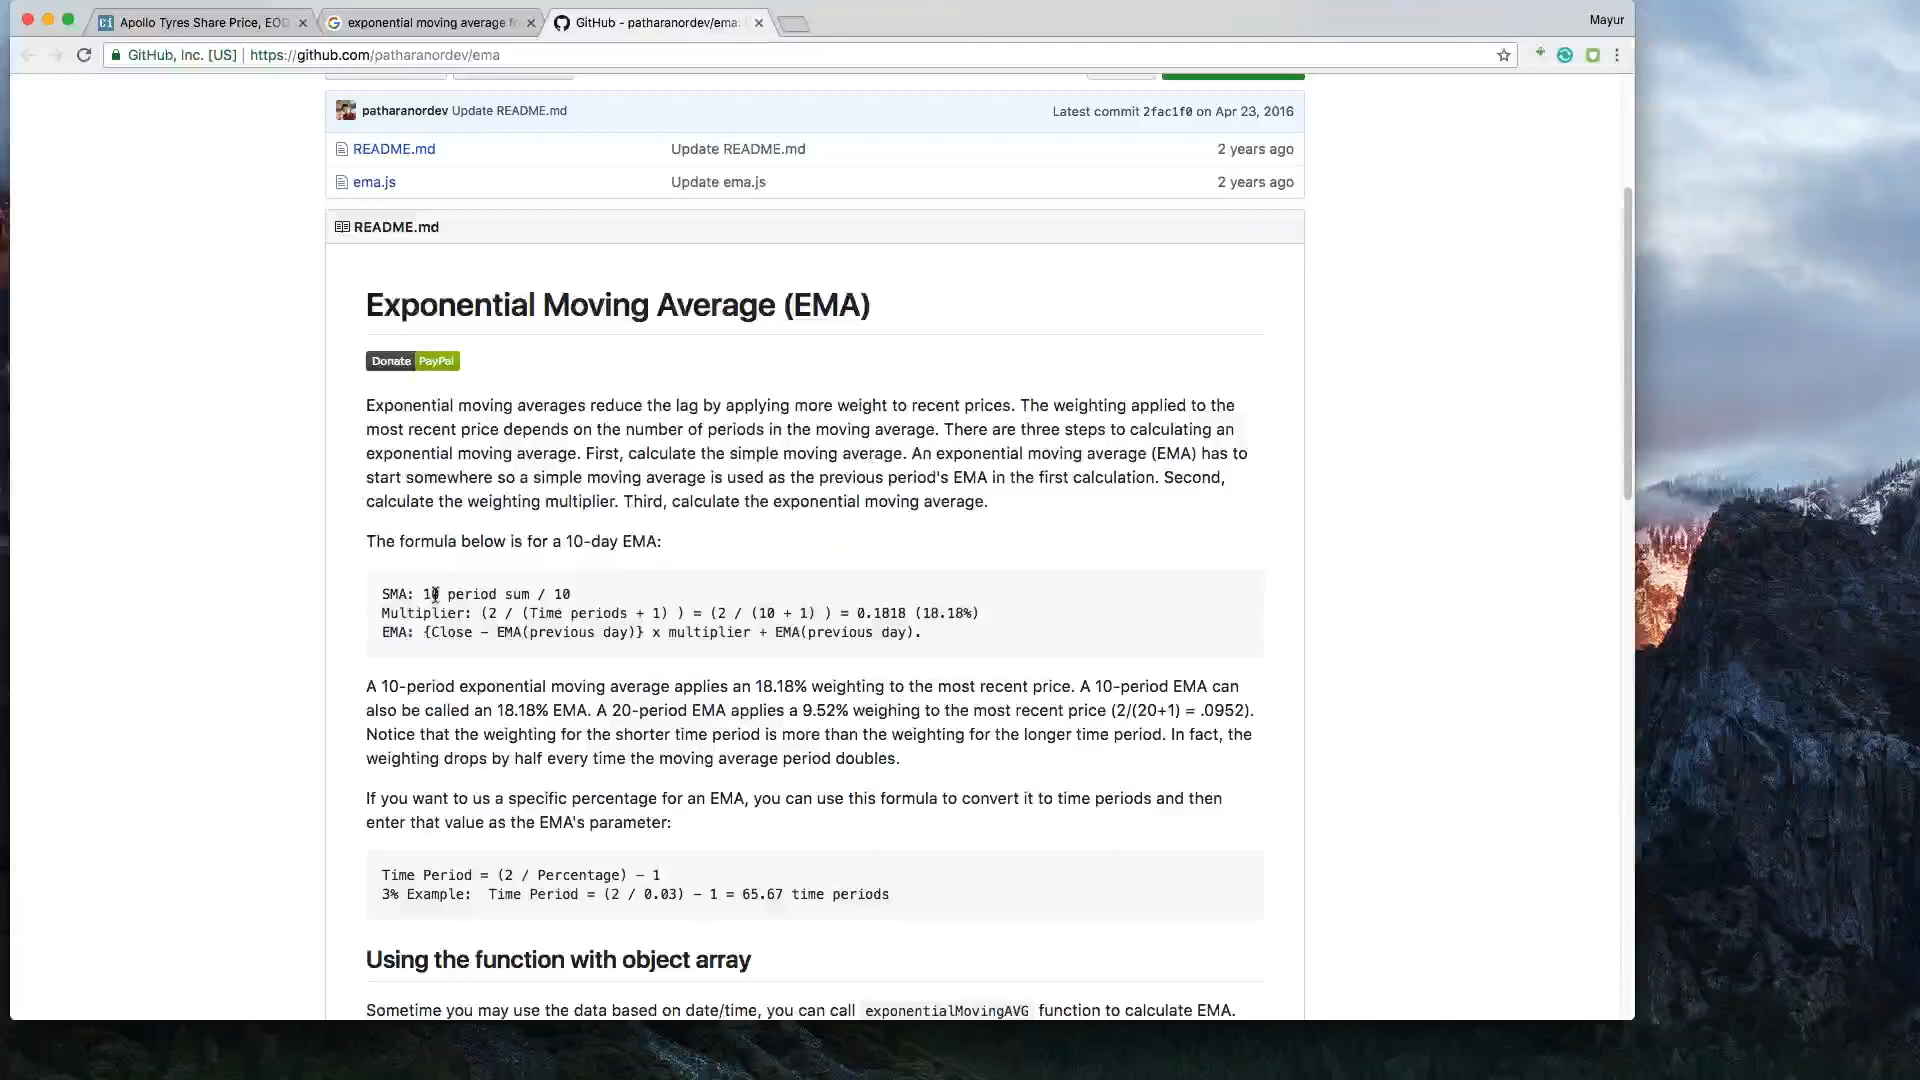 Apollo Tyres Share Price, EOD
exponential moving average fo
GitHub - patharanordev/ema:
Mayur
GitHub, Inc. [US] | https://github.com/patharanordev/ema
patharanordev Update README.md
Latest commit 2fac1f0 on Apr 23, 2016
README.md
Update README.md
2 years ago
ema.js
Update ema.js
2 years ago
README.md
Exponential Moving Average (EMA)
Donate PayPal
Exponential moving averages reduce the lag by applying more weight to recent prices. The weighting applied to the
most recent price depends on the number of periods in the moving average. There are three steps to calculating an
exponential moving average. First, calculate the simple moving average. An exponential moving average (EMA) has to
start somewhere so a simple moving average is used as the previous period's EMA in the first calculation. Second,
calculate the weighting multiplier. Third, calculate the exponential moving average.
The formula below is for a 10-day EMA:
SMA: 10 period sum / 10
Multiplier: (2 / (Time periods + 1) ) = (2 / (10 + 1) ) = 0.1818 (18.18%)
EMA: {Close - EMA(previous day)} x multiplier + EMA(previous day).
A 10-period exponential moving average applies an 18.18% weighting to the most recent price. A 10-period EMA can
also be called an 18.18% EMA. A 20-period EMA applies a 9.52% weighing to the most recent price (2/(20+1) = .0952).
Notice that the weighting for the shorter time period is more than the weighting for the longer time period. In fact, the
weighting drops by half every time the moving average period doubles.
If you want to us a specific percentage for an EMA, you can use this formula to convert it to time periods and then
enter that value as the EMA's parameter:
Time Period = (2 / Percentage) - 1
3% Example:  Time Period = (2 / 0.03) - 1 = 65.67 time periods
Using the function with object array
Sometime you may use the data based on date/time, you can call exponentialMovingAVG function to calculate EMA.